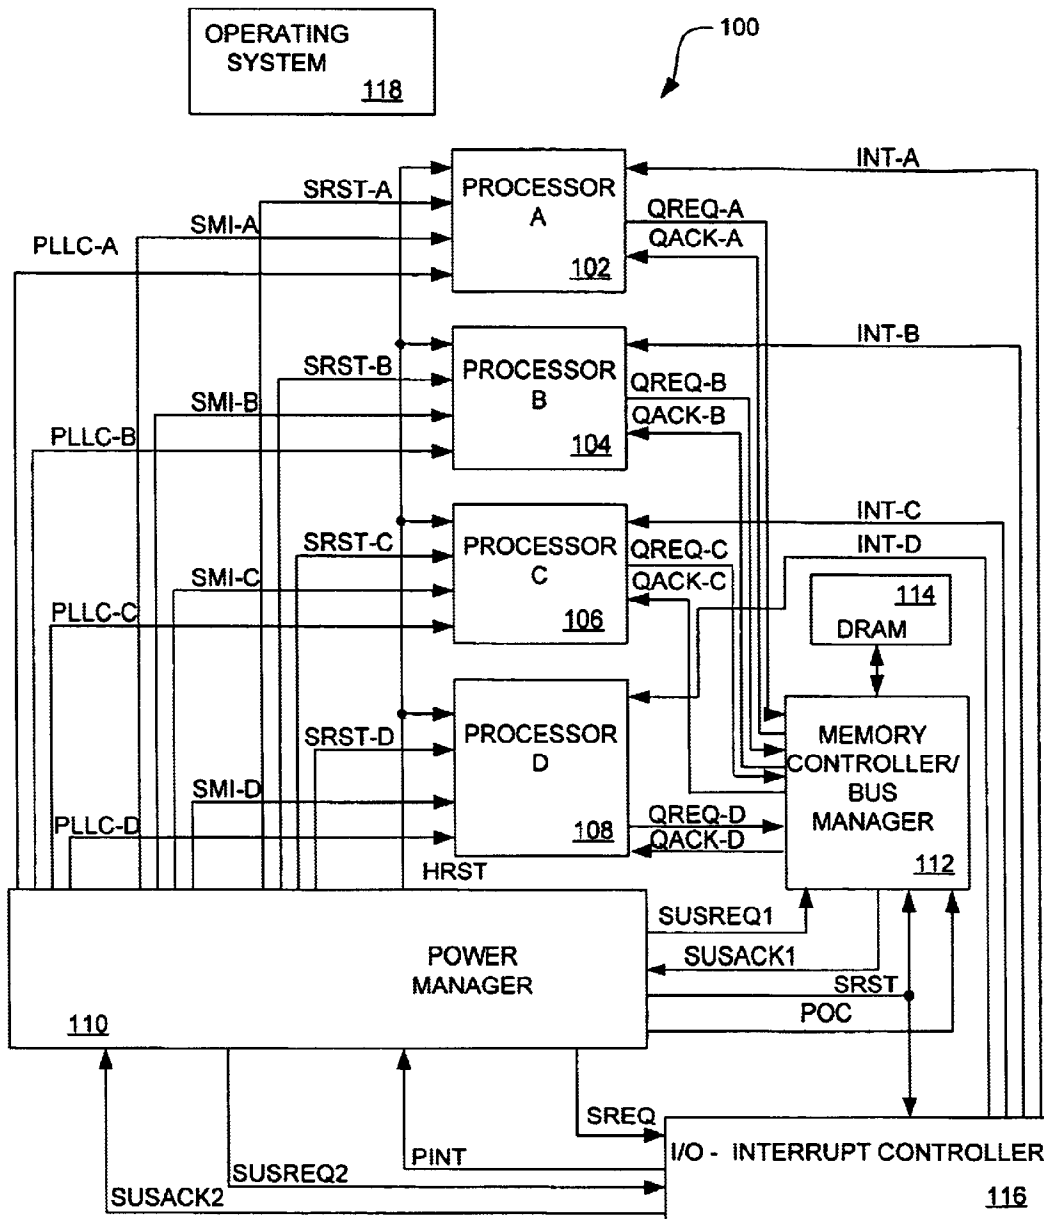 OPERATING
SYSTEM
118
100
PROCESSOR
A
102
INT-A
SRST-A
QREQ-A
SMI-A
QACK-A
PLLC-A
PROCESSOR
B
104
INT-B
SRST-B
QREQ-B
SMI-B
QACK-B
PLLC-B
PROCESSOR
C
106
INT-C
SRST-C
QREQ-C
INT-D
SMI-C
QACK-C
PLLC-C
114
DRAM
PROCESSOR
D
108
SRST-D
SMI-D
QREQ-D
PLLC-D
QACK-D
HRST
MEMORY
CONTROLLER/
BUS
MANAGER
112
SUSREQ1
POWER
MANAGER
110
SUSACK1
SRST
POC
SREQ
PINT
SUSREQ2
SUSACK2
I/O - INTERRUPT CONTROLLER
116